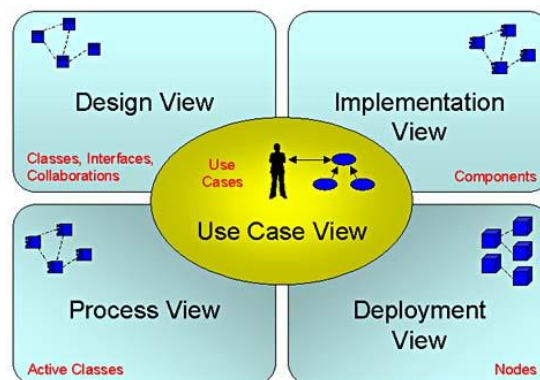 Design View
Classes, Interfaces,
Collaborations
Implementation
View
Components
Use
Cases
Use Case View
Process View
Active Classes
Deployment
View
Nodes